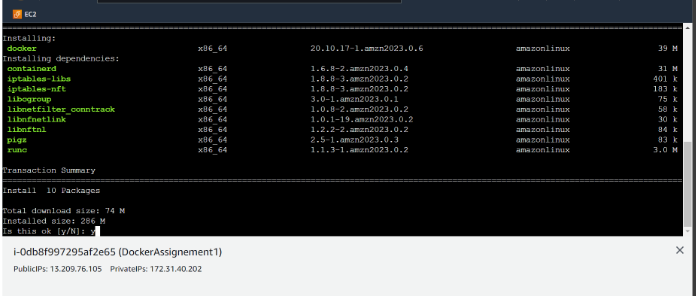 EC2
Installing:
docker x86_64 20.10.17-1.amzn2023.0.6 amazonlinux 39 M
Installing dependencies:
containerd x86_64 1.6.8-2.amzn2023.0.4 amazonlinux 31 M
iptables-libs x86_64 1.8.8-3.amzn2023.0.2 amazonlinux 401 k
iptables-nft x86_64 1.8.8-3.amzn2023.0.2 amazonlinux 183 k
libcgroup x86_64 3.0-1.amzn2023.0.1 amazonlinux 75 k
libnetfilter_conntrack x86_64 1.0.8-2.amzn2023.0.2 amazonlinux 58 k
libnfnetlink x86_64 1.0.1-19.amzn2023.0.2 amazonlinux 30 k
libnftnl x86_64 1.2.2-2.amzn2023.0.2 amazonlinux 84 k
pigz x86_64 2.5-1.amzn2023.0.3 amazonlinux 83 k
runc x86_64 1.1.3-1.amzn2023.0.2 amazonlinux 3.0 M
Transaction Summary
Install 10 Packages
Total download size: 74 M
Installed size: 286 M
Is this ok [y/N]: y
i-0db8f997295af2e65 (DockerAssignement1)
PublicIPs: 13.209.76.105 PrivateIPs: 172.31.40.202